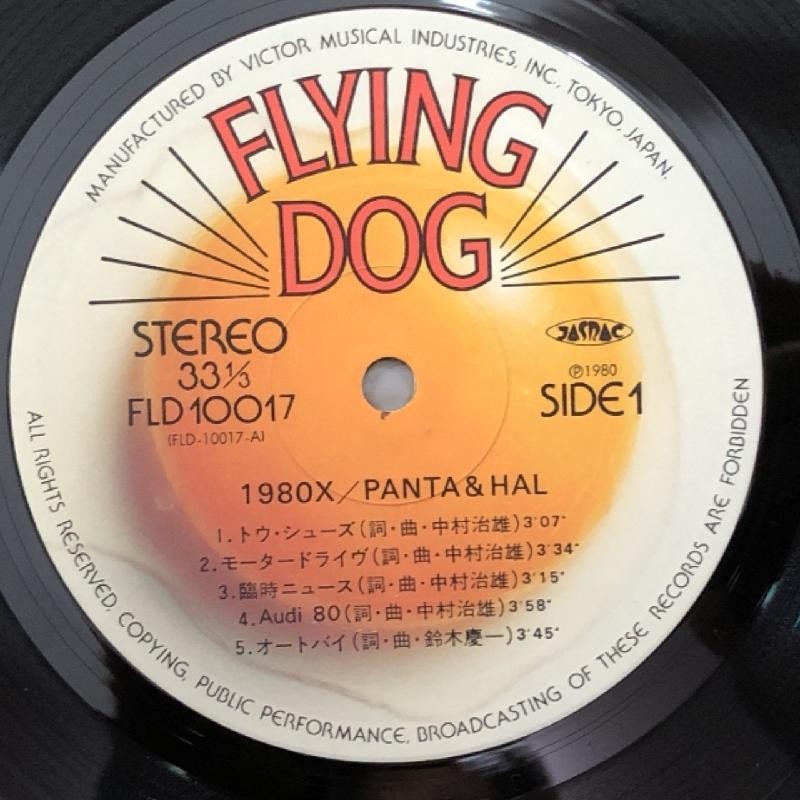 MANUFACTURED BY VICTOR MUSICAL INDUSTRIES, INC., TOKYO, JAPAN.
FLYING
DOG
STEREO
33⅓
FLD10017
(FLD-10017-A)
JASRAC
Ⓟ1980
SIDE1
1980X/PANTA&HAL
1.トウ・シューズ(詞・曲・中村治雄)3'07"
2.モータードライヴ(詞・曲・中村治雄)3'34"
3.臨時ニュース(詞・曲・中村治雄)3'15"
4.Audi 80(詞・曲・中村治雄)3'58"
5.オートバイ(詞・曲・鈴木慶一)3'45"
ALL RIGHTS RESERVED, COPYING, PUBLIC PERFORMANCE, BROADCASTING OF THESE RECORDS ARE FORBIDDEN